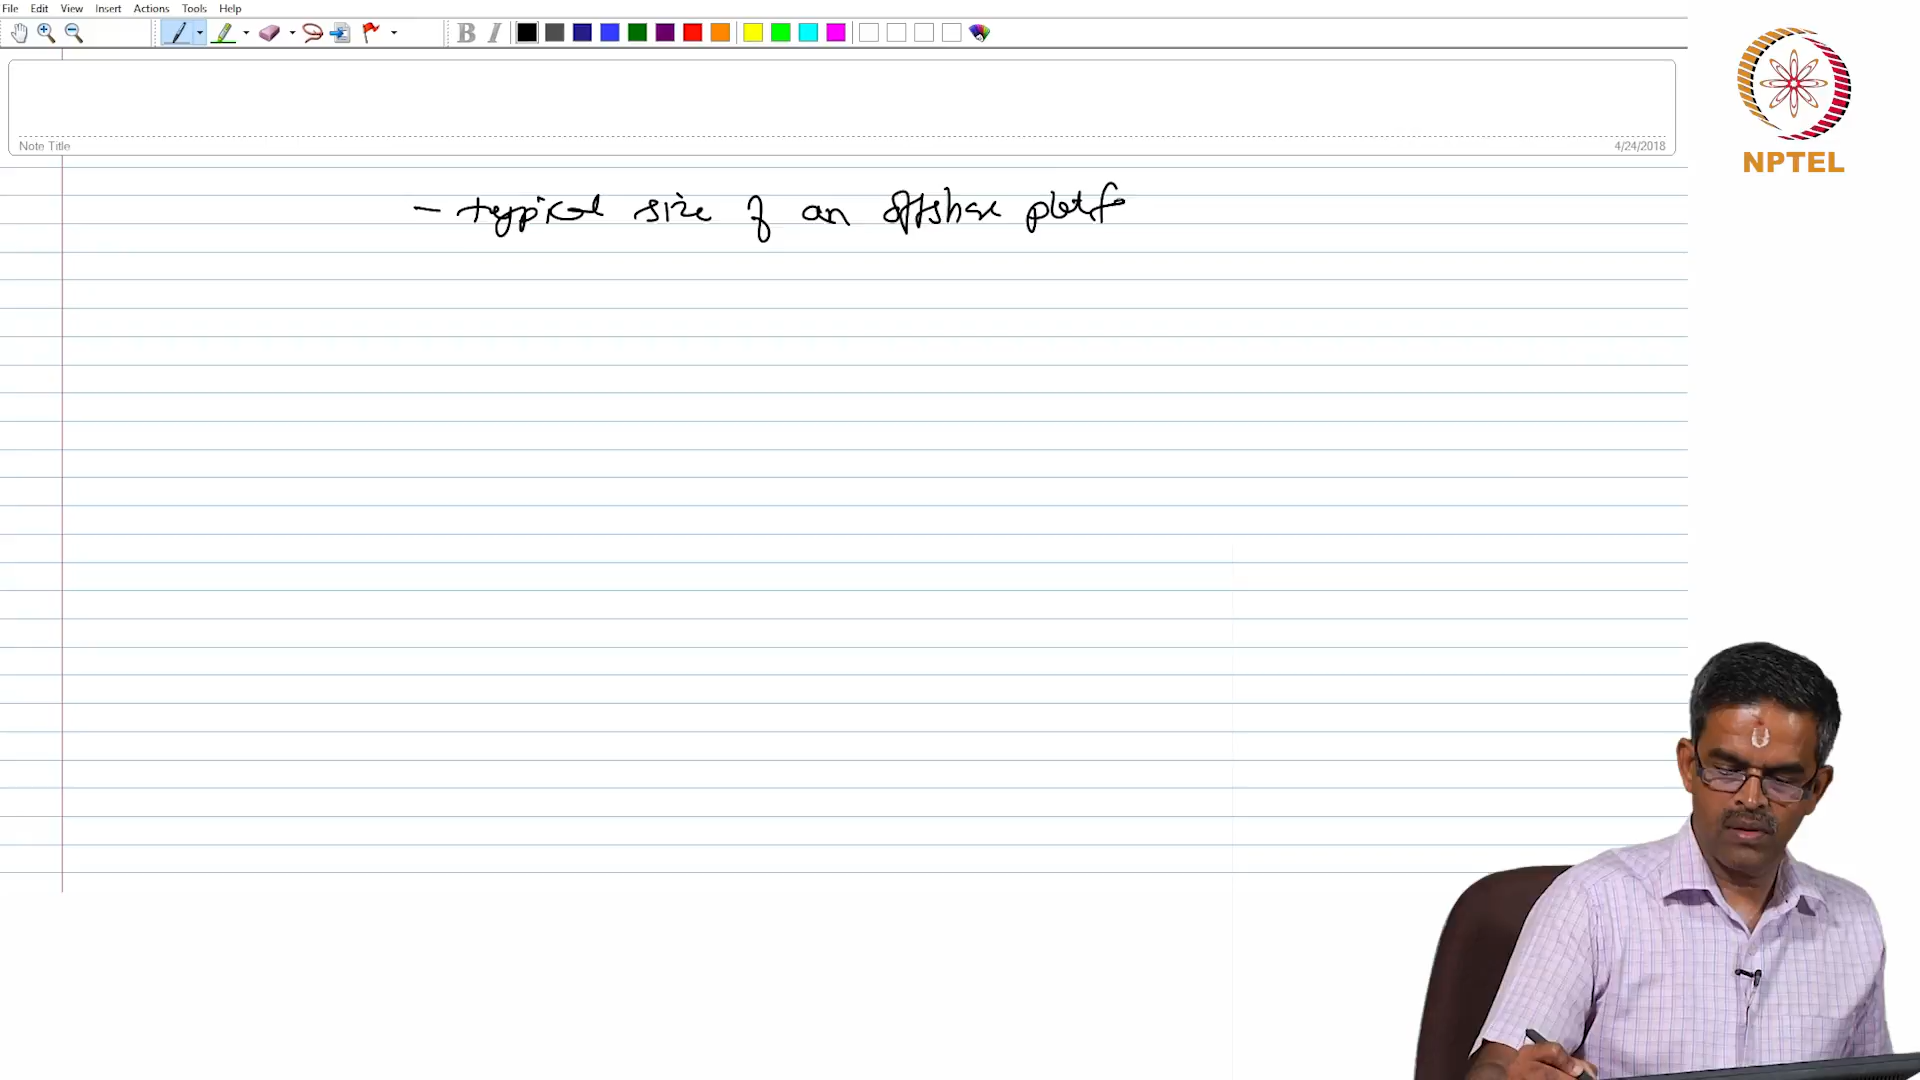 File Edit View Insert Actions Tools Help
B I
Note Title
4/24/2018
NPTEL
- typical size of an offshore platf